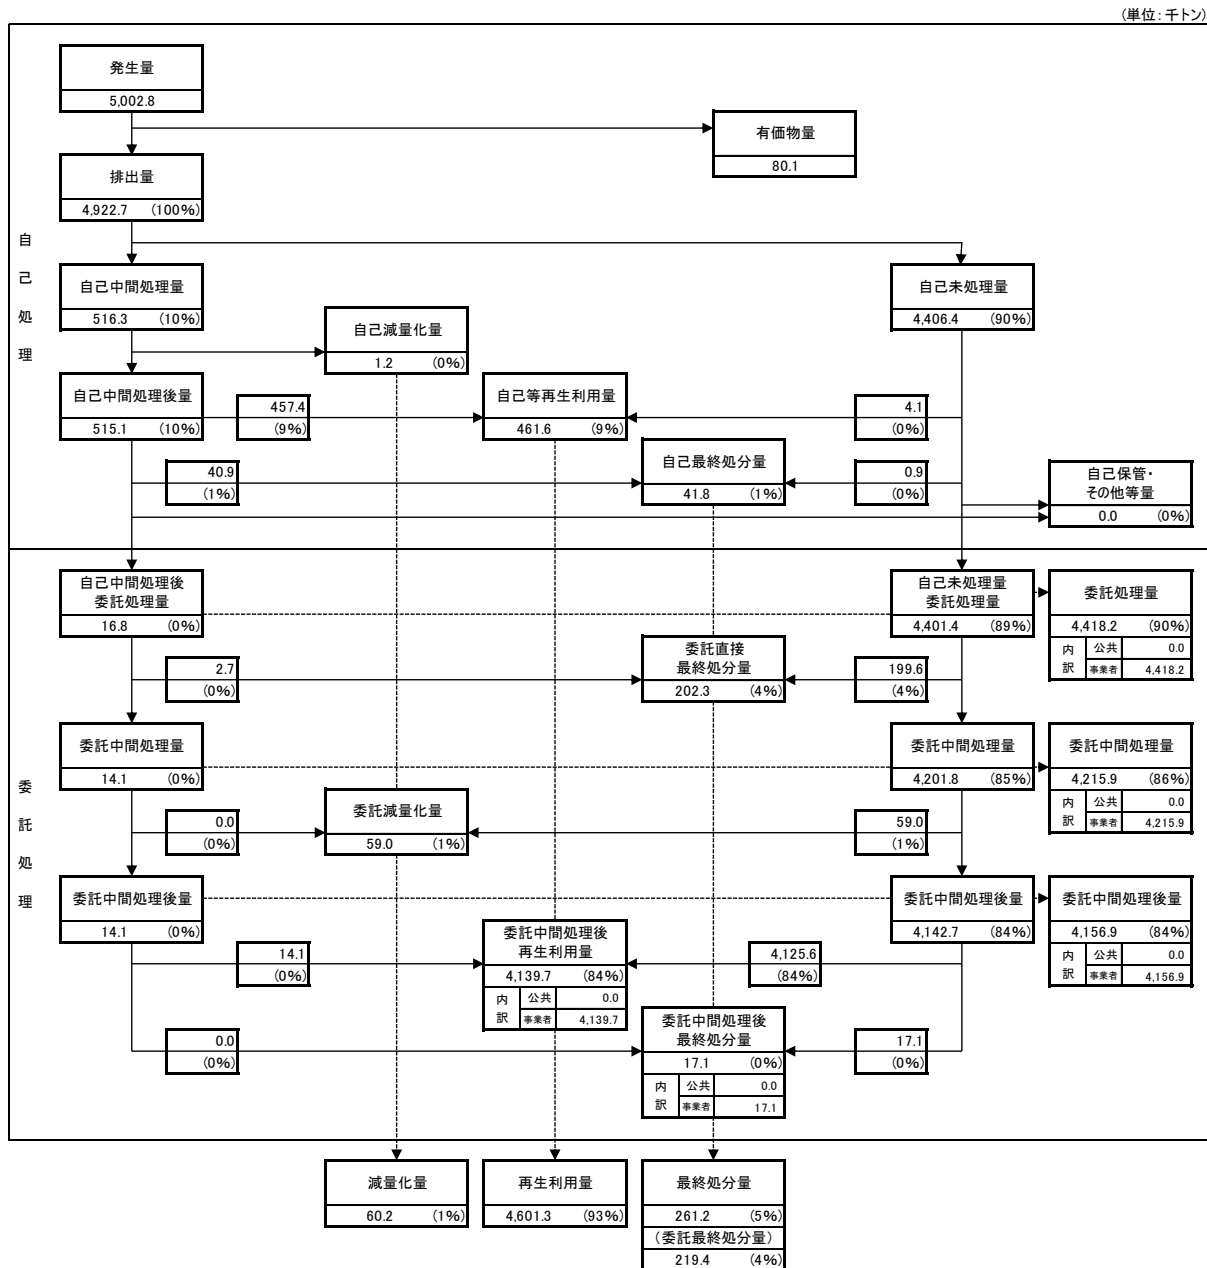 (単位：千トン)
発生量
5,002.8
有価物量
80.1
排出量
4,922.7 (100%)
自己処理
自己中間処理量
516.3 (10%)
自己未処理量
4,406.4 (90%)
自己減量化量
1.2 (0%)
自己中間処理後量
515.1 (10%)
457.4
(9%)
自己等再生利用量
461.6 (9%)
4.1
(0%)
40.9
(1%)
自己最終処分量
41.8 (1%)
0.9
(0%)
自己保管・
その他等量
0.0 (0%)
委託処理
自己中間処理後
委託処理量
16.8 (0%)
自己未処理量
委託処理量
4,401.4 (89%)
委託処理量
4,418.2 (90%)
内訳
公共 0.0
事業者 4,418.2
2.7
(0%)
委託直接
最終処分量
202.3 (4%)
199.6
(4%)
委託中間処理量
14.1 (0%)
委託中間処理量
4,201.8 (85%)
委託中間処理量
4,215.9 (86%)
内訳
公共 0.0
事業者 4,215.9
0.0
(0%)
委託減量化量
59.0 (1%)
59.0
(1%)
委託中間処理後量
14.1 (0%)
委託中間処理後量
4,142.7 (84%)
委託中間処理後量
4,156.9 (84%)
内訳
公共 0.0
事業者 4,156.9
14.1
(0%)
委託中間処理後
再生利用量
4,139.7 (84%)
内訳
公共 0.0
事業者 4,139.7
4,125.6
(84%)
0.0
(0%)
委託中間処理後
最終処分量
17.1 (0%)
内訳
公共 0.0
事業者 17.1
17.1
(0%)
減量化量
60.2 (1%)
再生利用量
4,601.3 (93%)
最終処分量
261.2 (5%)
(委託最終処分量)
219.4 (4%)